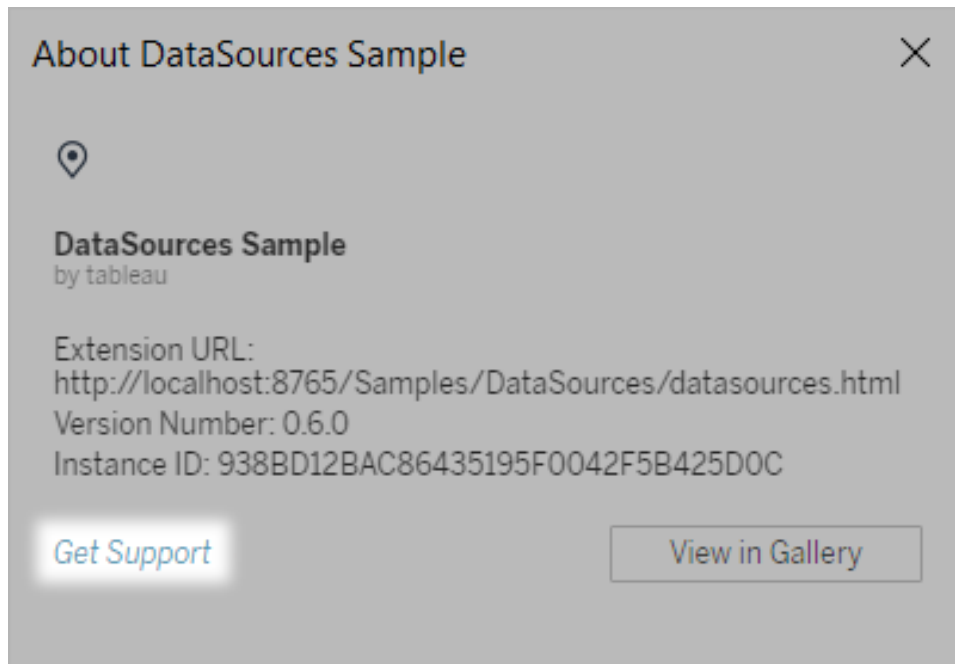 About DataSources Sample
DataSources Sample
by tableau
Extension URL:
http://localhost:8765/Samples/DataSources/datasources.html
Version Number: 0.6.0
Instance ID: 938BD12BAC86435195F0042F5B425D0C
Get Support
View in Gallery